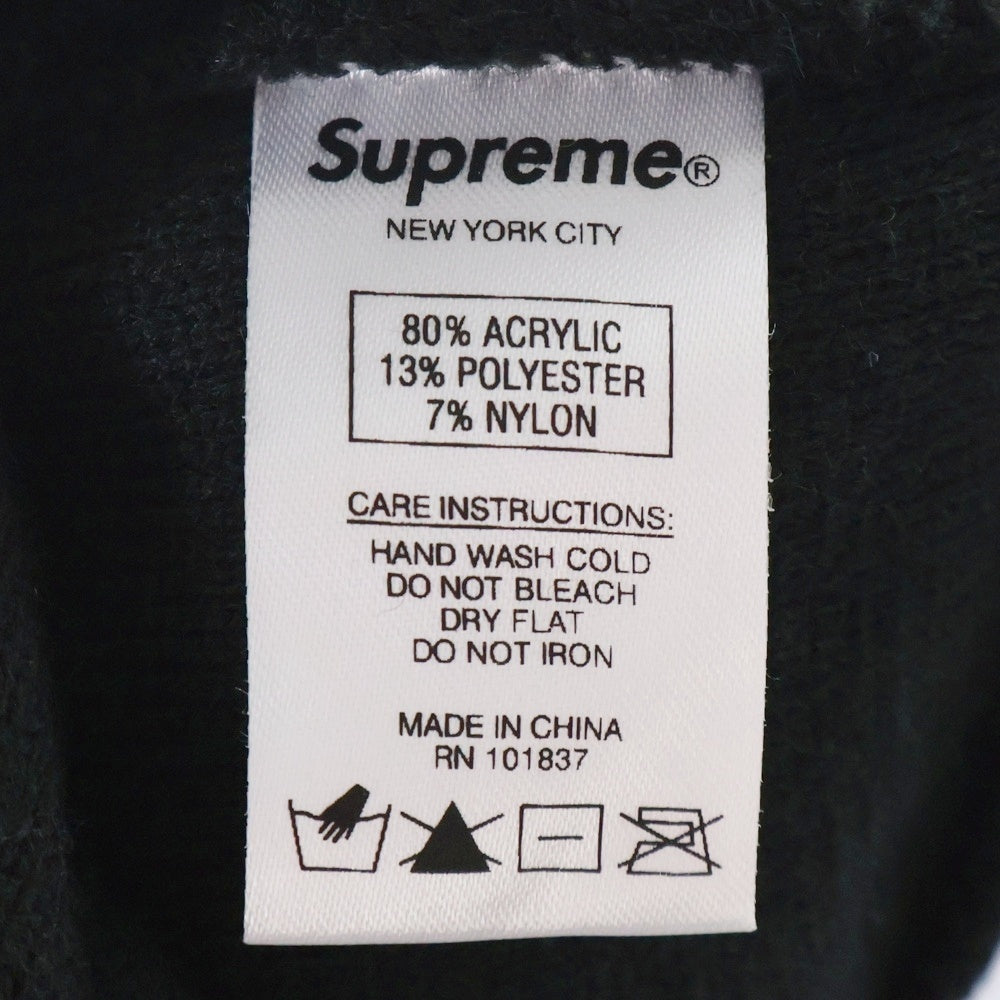 Supreme®
NEW YORK CITY
80% ACRYLIC
13% POLYESTER
7% NYLON
CARE INSTRUCTIONS:
HAND WASH COLD
DO NOT BLEACH
DRY FLAT
DO NOT IRON
MADE IN CHINA
RN 101837